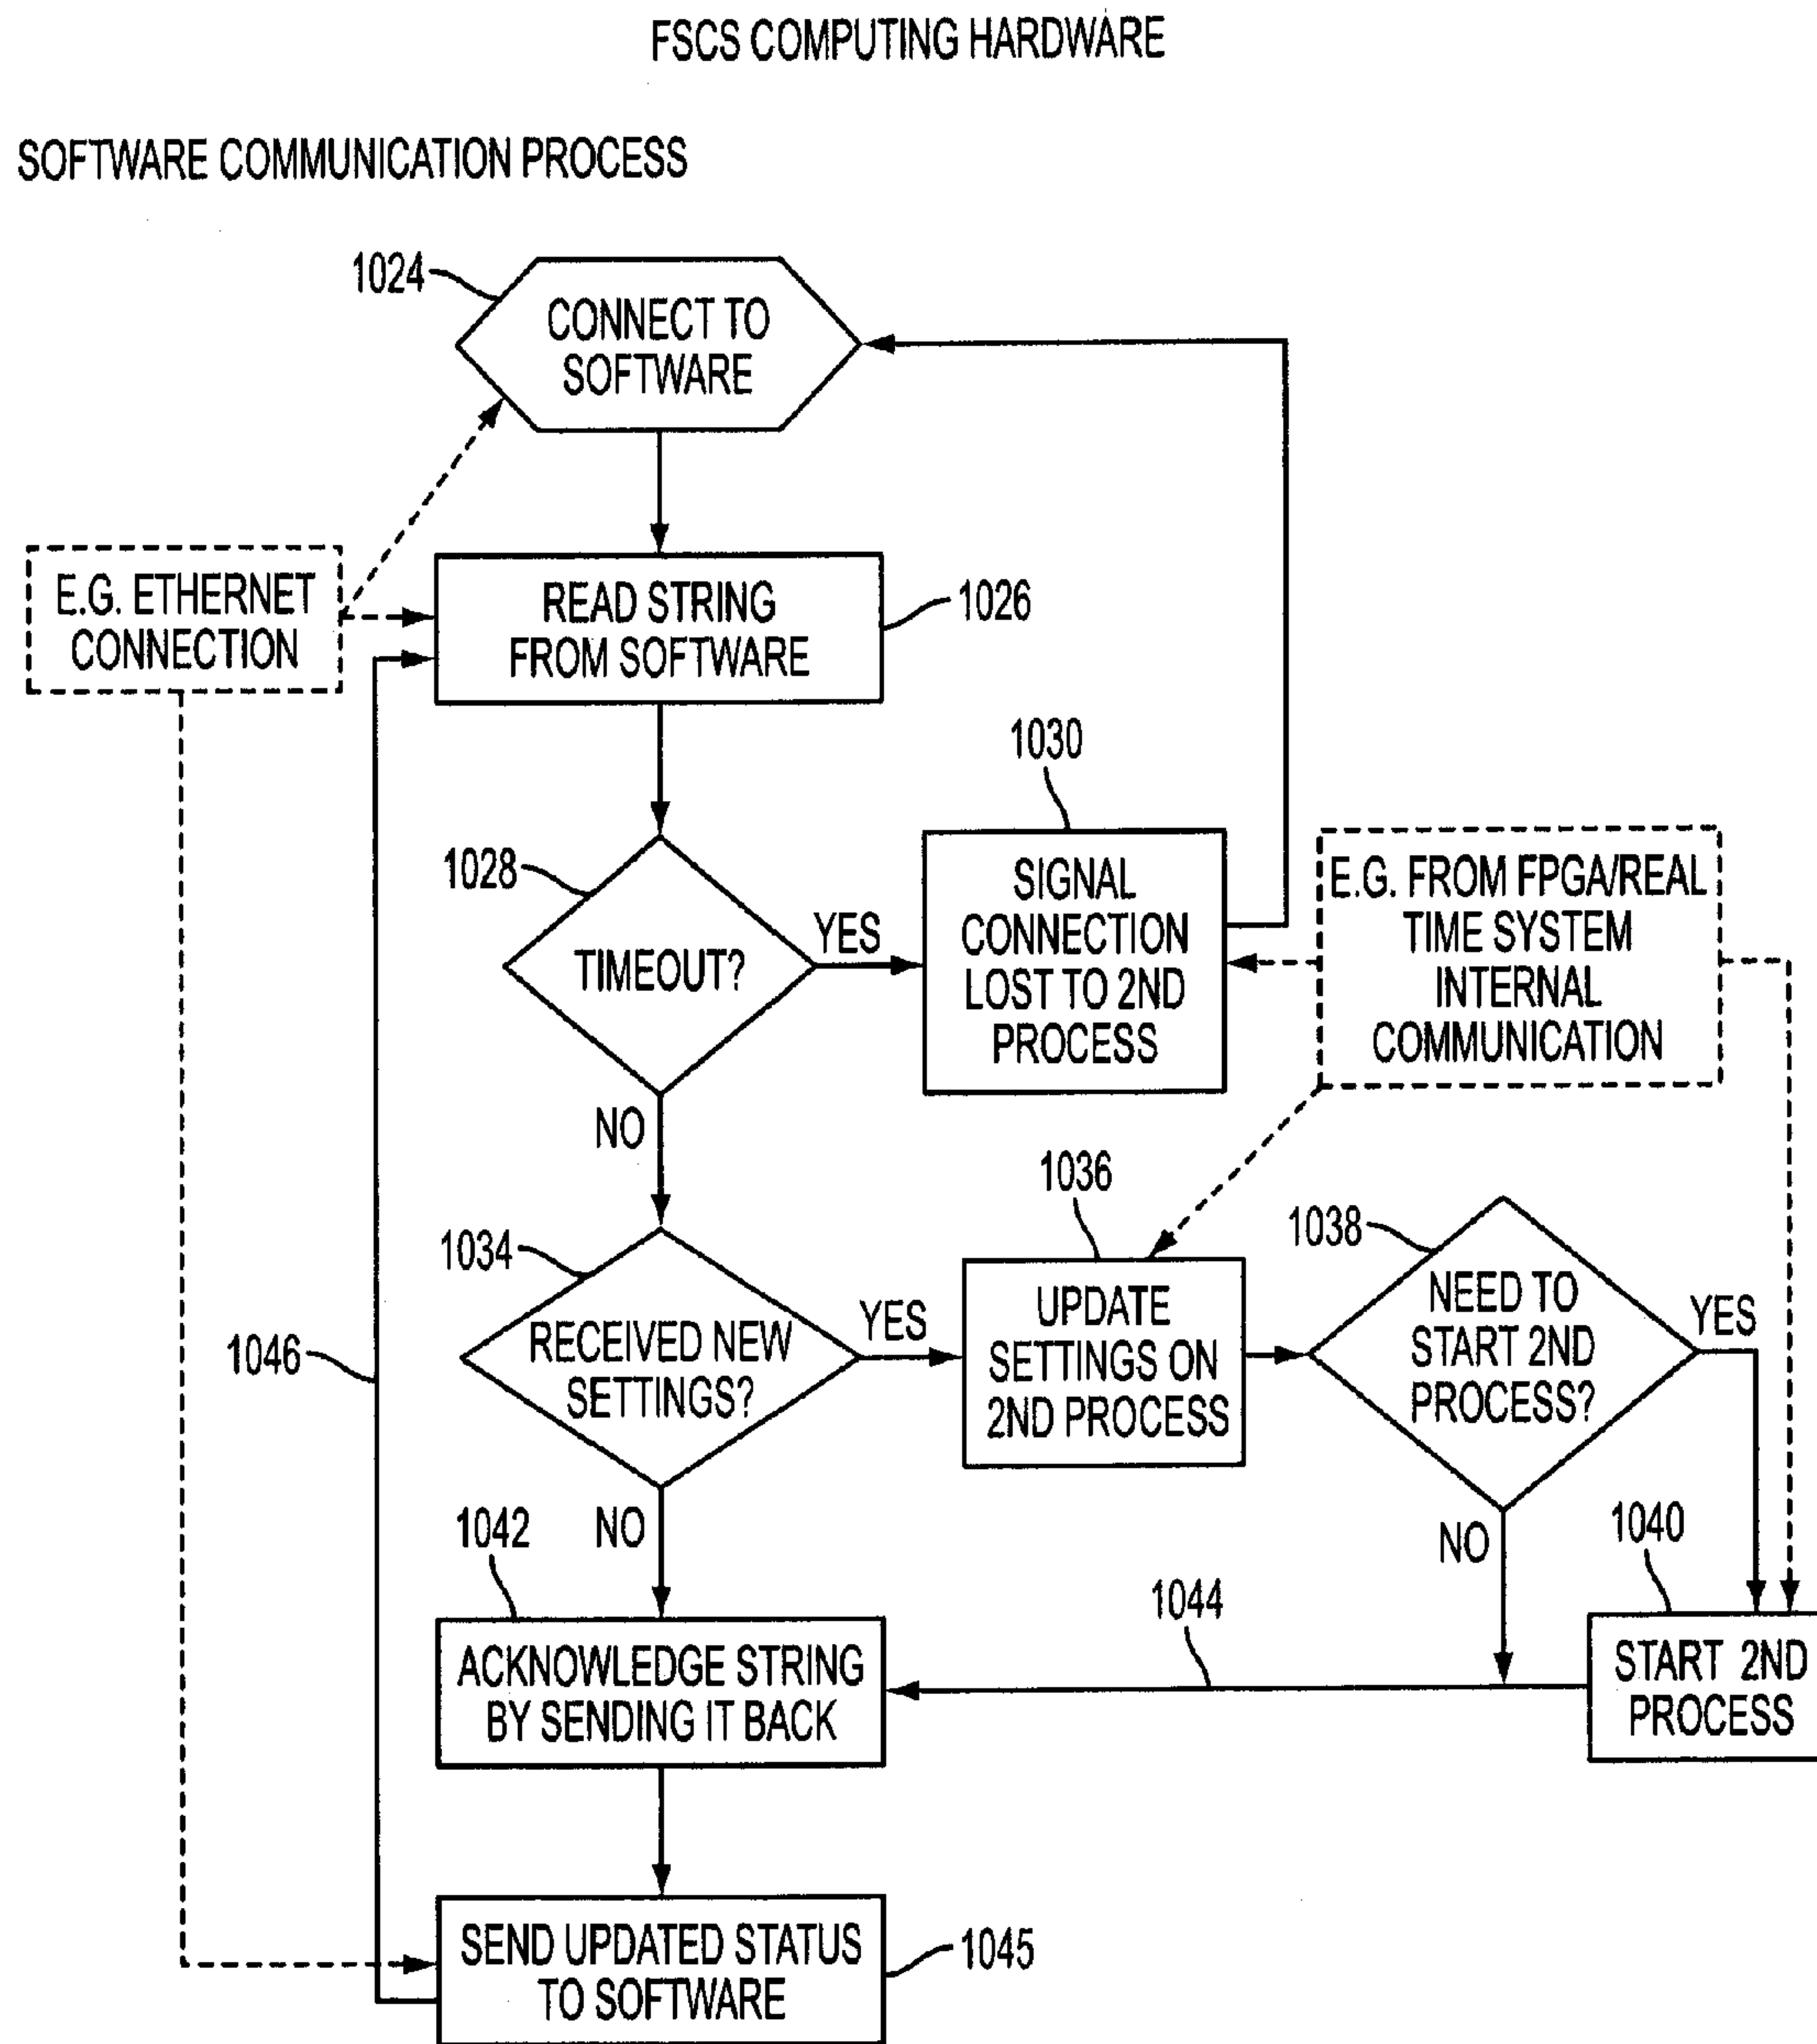 FSCS COMPUTING HARDWARE
SOFTWARE COMMUNICATION PROCESS
1024
CONNECT TO
SOFTWARE
E.G. ETHERNET
CONNECTION
READ STRING
FROM SOFTWARE
1026
1028
TIMEOUT?
YES
NO
1030
SIGNAL
CONNECTION
LOST TO 2ND
PROCESS
E.G. FROM FPGA/REAL
TIME SYSTEM
INTERNAL
COMMUNICATION
1034
RECEIVED NEW
SETTINGS?
YES
NO
1036
UPDATE
SETTINGS ON
2ND PROCESS
1038
NEED TO
START 2ND
PROCESS?
YES
NO
1040
START 2ND
PROCESS
1042
ACKNOWLEDGE STRING
BY SENDING IT BACK
1044
1046
SEND UPDATED STATUS
TO SOFTWARE
1045